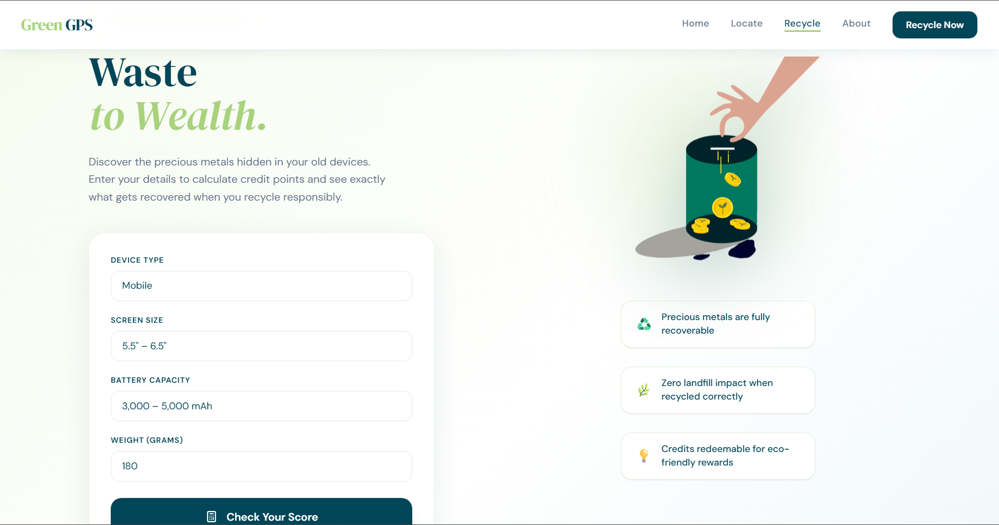 Green GPS
Home
Locate
Recycle
About
Recycle Now
Waste
to Wealth.
Discover the precious metals hidden in your old devices.
Enter your details to calculate credit points and see exactly
what gets recovered when you recycle responsibly.
DEVICE TYPE
Mobile
SCREEN SIZE
5.5" – 6.5"
BATTERY CAPACITY
3,000 – 5,000 mAh
WEIGHT (GRAMS)
180
Check Your Score
Precious metals are fully
recoverable
Zero landfill impact when
recycled correctly
Credits redeemable for eco-
friendly rewards